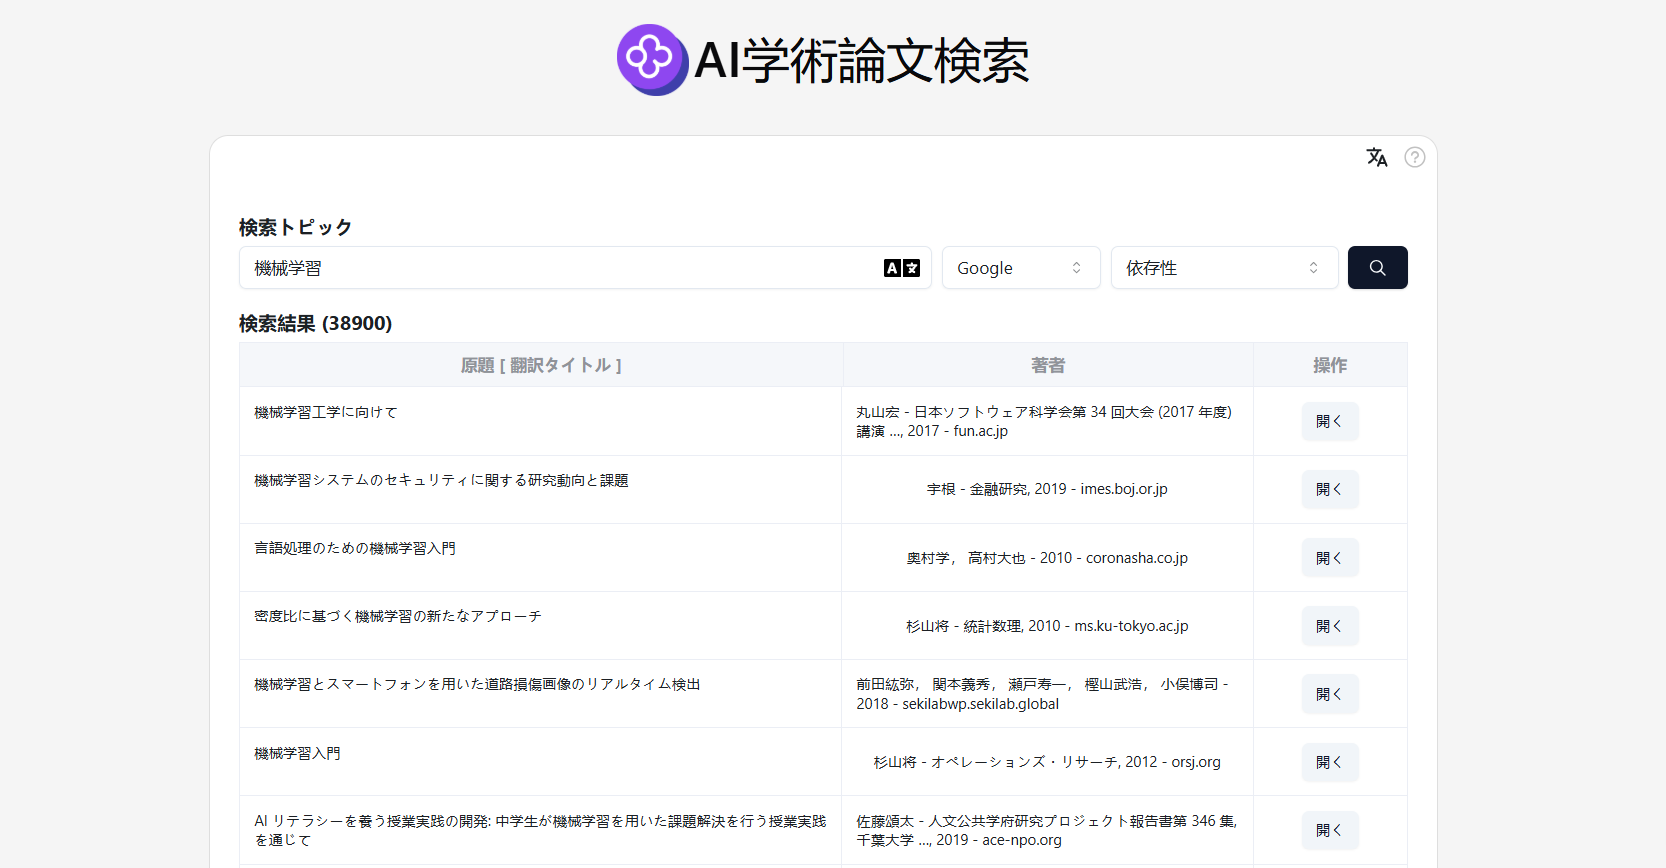 AI学術論文検索
検索トピック
機械学習
Google
依存性
検索結果 (38900)
原題 [ 翻訳タイトル ]
著者
操作
機械学習工学に向けて
丸山宏 - 日本ソフトウェア科学会第 34 回大会 (2017 年度)
講演 …, 2017 - fun.ac.jp
開く
機械学習システムのセキュリティに関する研究動向と課題
宇根 - 金融研究, 2019 - imes.boj.or.jp
開く
言語処理のための機械学習入門
奥村学， 高村大也 - 2010 - coronasha.co.jp
開く
密度比に基づく機械学習の新たなアプローチ
杉山将 - 統計数理, 2010 - ms.ku-tokyo.ac.jp
開く
機械学習とスマートフォンを用いた道路損傷画像のリアルタイム検出
前田紘弥， 関本義秀， 瀬戸寿一， 樫山武浩， 小俣博司 -
2018 - sekilabwp.sekilab.global
開く
機械学習入門
杉山将 - オペレーションズ・リサーチ, 2012 - orsj.org
開く
AI リテラシーを養う授業実践の開発: 中学生が機械学習を用いた課題解決を行う授業実践
を通じて
佐藤頌太 - 人文公共学府研究プロジェクト報告書第 346 集,
千葉大学 …, 2019 - ace-npo.org
開く